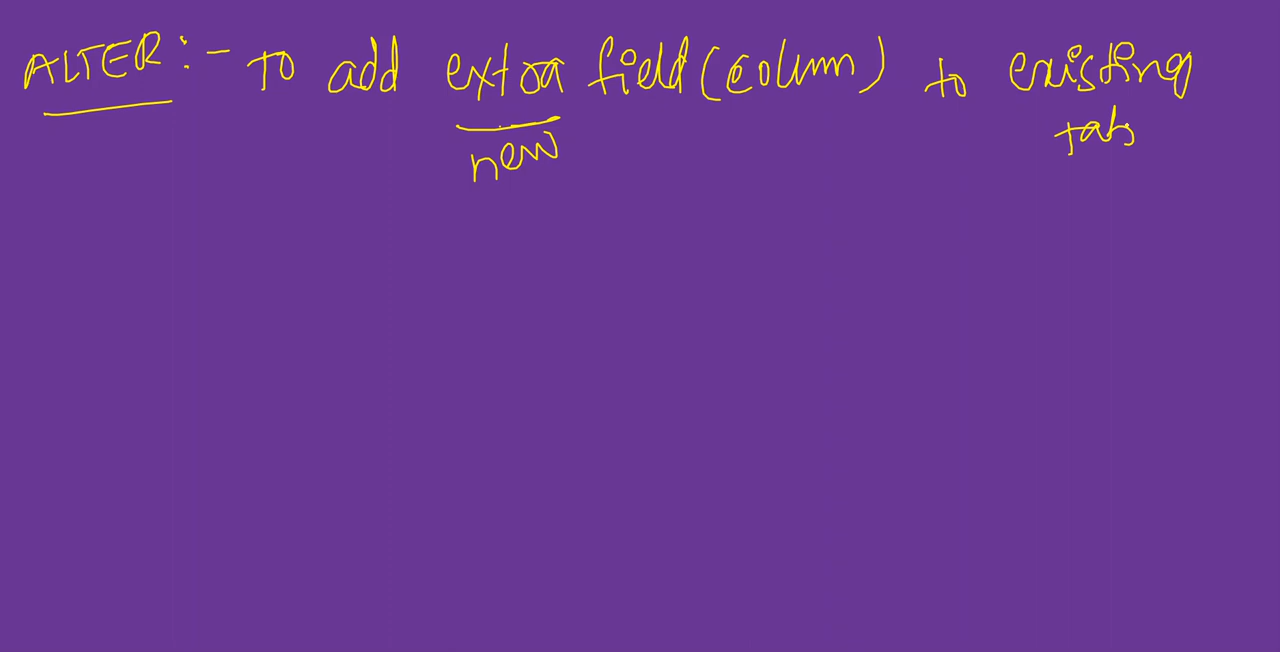 ALTER :- To add extra field (column) to existing
new tab